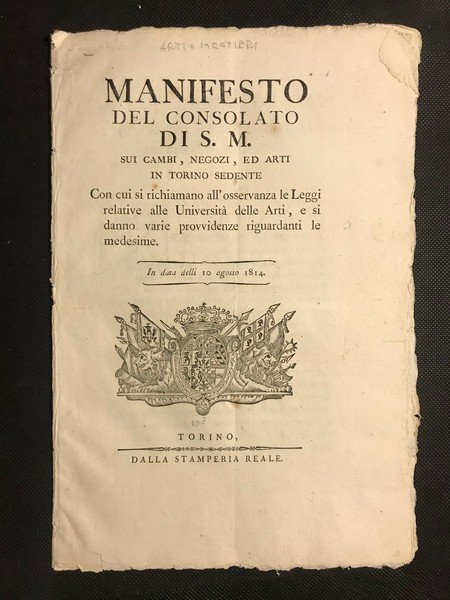 ARTI e MESTIERI
MANIFESTO
DEL CONSOLATO
DI S. M.
SUI CAMBI, NEGOZI, ED ARTI
IN TORINO SEDENTE
Con cui si richiamano all'osservanza le Leggi
relative alle Università delle Arti, e si
danno varie provvidenze riguardanti le
medesime.
In data delli 10 agosto 1814.
TORINO,
DALLA STAMPERIA REALE.